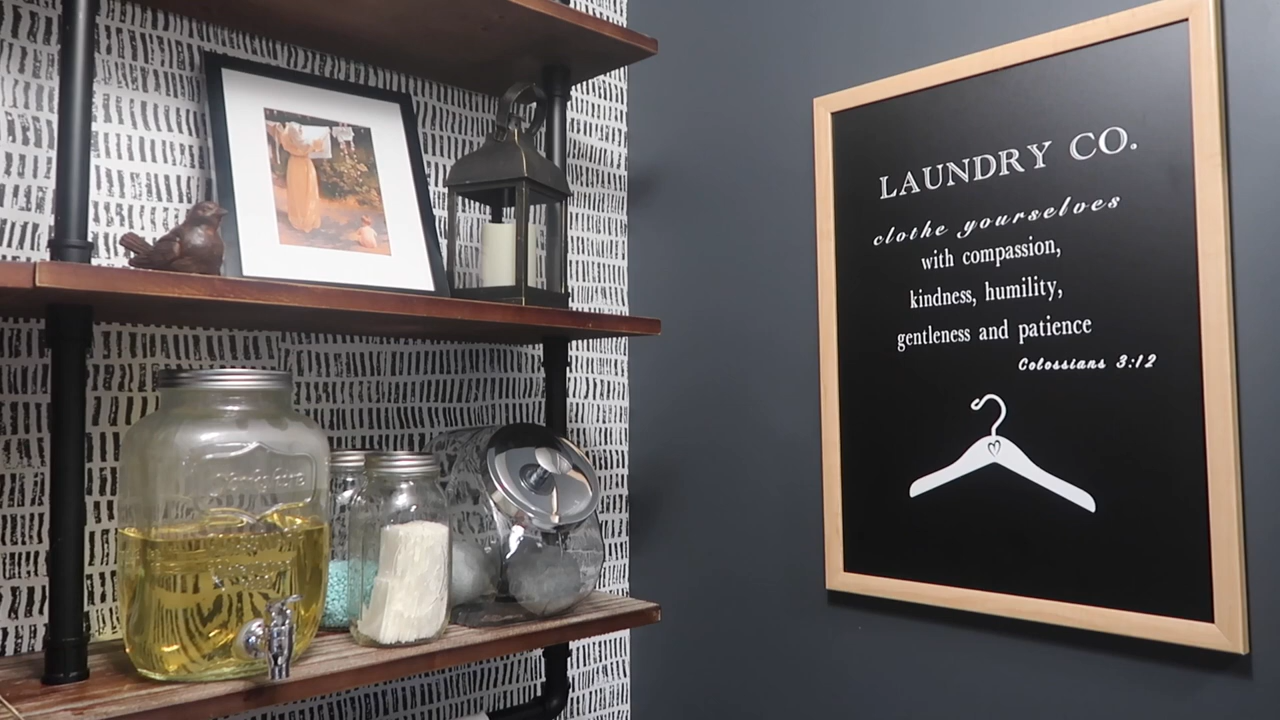 LAUNDRY CO.
clothe yourselves
with compassion,
kindness, humility,
gentleness and patience
Colossians 3:12